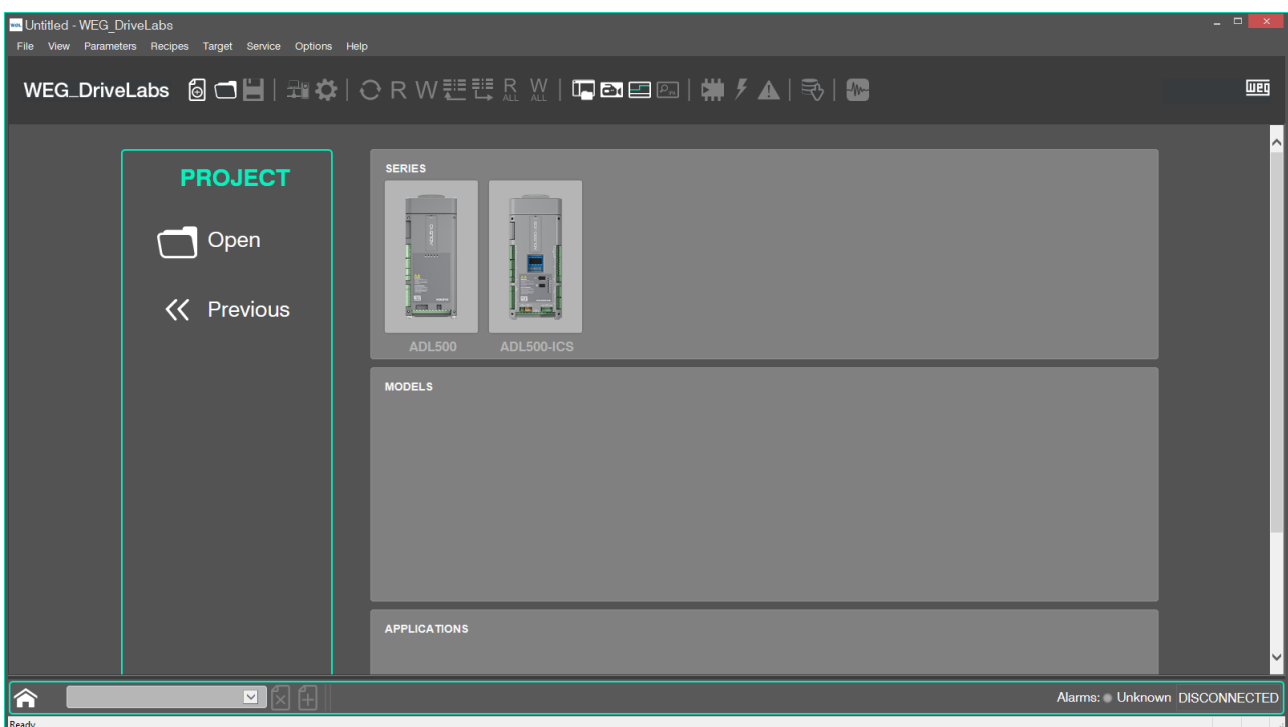 Untitled - WEG_DriveLabs
File View Parameters Recipes Target Service Options Help
WEG_DriveLabs R W R ALL W ALL weg
PROJECT
Open
Previous
SERIES
ADL500 ADL500-ICS
MODELS
APPLICATIONS
Alarms: Unknown DISCONNECTED
Ready